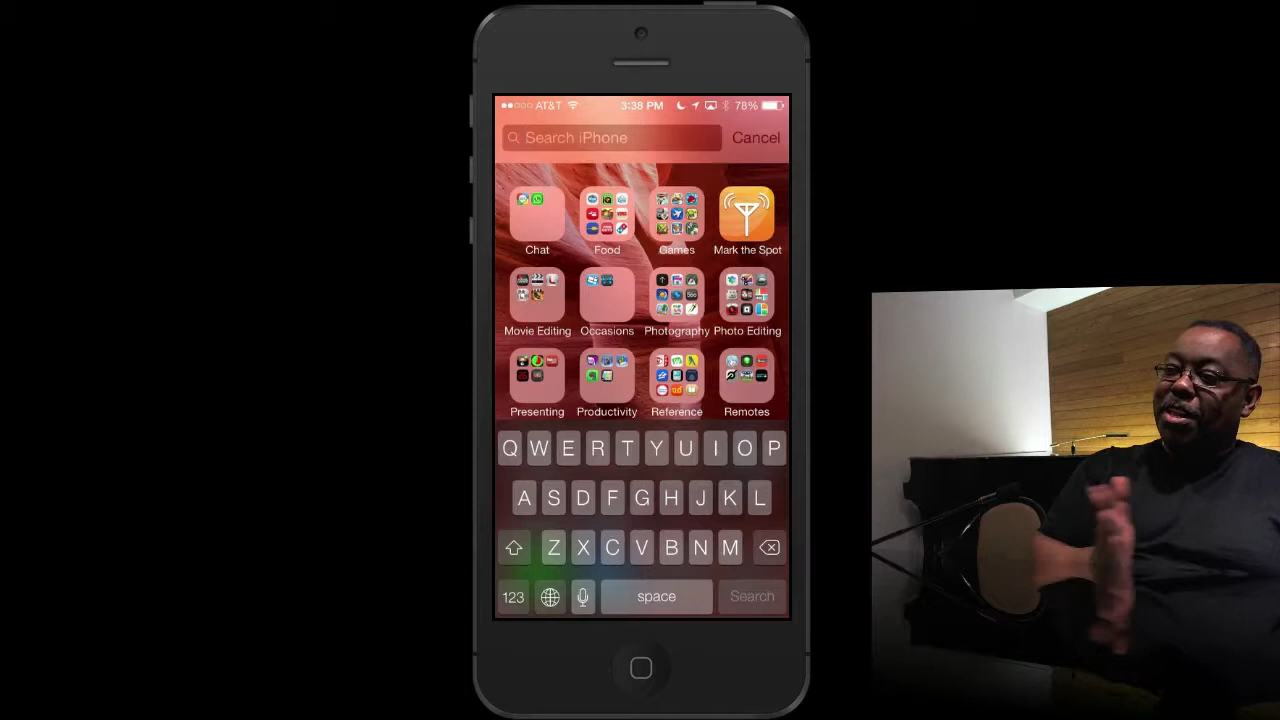 AT&T 3:38 PM 78%
Search iPhone Cancel
Chat Food Games Mark the Spot
Movie Editing Occasions Photography Photo Editing
Presenting Productivity Reference Remotes
Q W E R T Y U I O P
A S D F G H J K L
Z X C V B N M
123 space Search